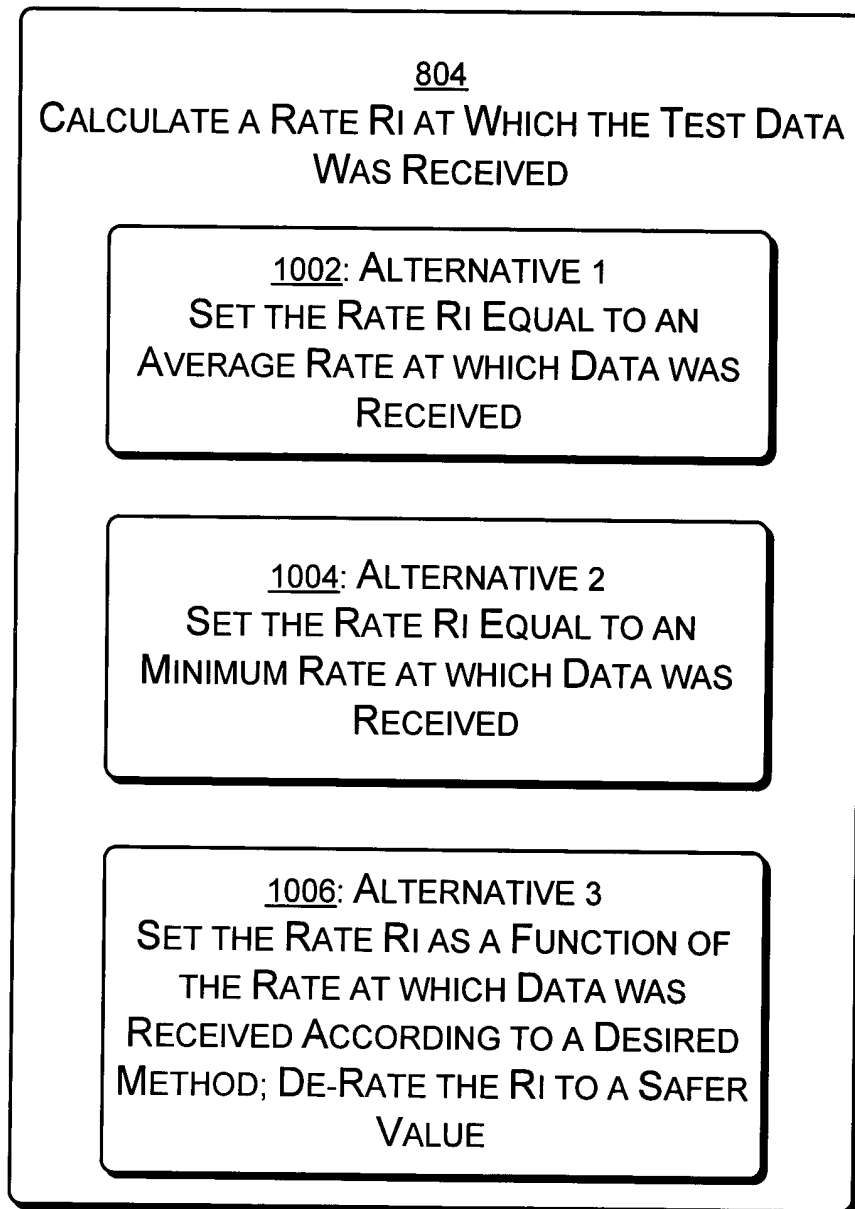 804
CALCULATE A RATE RI AT WHICH THE TEST DATA
WAS RECEIVED
1002: ALTERNATIVE 1
SET THE RATE RI EQUAL TO AN
AVERAGE RATE AT WHICH DATA WAS
RECEIVED
1004: ALTERNATIVE 2
SET THE RATE RI EQUAL TO AN
MINIMUM RATE AT WHICH DATA WAS
RECEIVED
1006: ALTERNATIVE 3
SET THE RATE RI AS A FUNCTION OF
THE RATE AT WHICH DATA WAS
RECEIVED ACCORDING TO A DESIRED
METHOD; DE-RATE THE RI TO A SAFER
VALUE